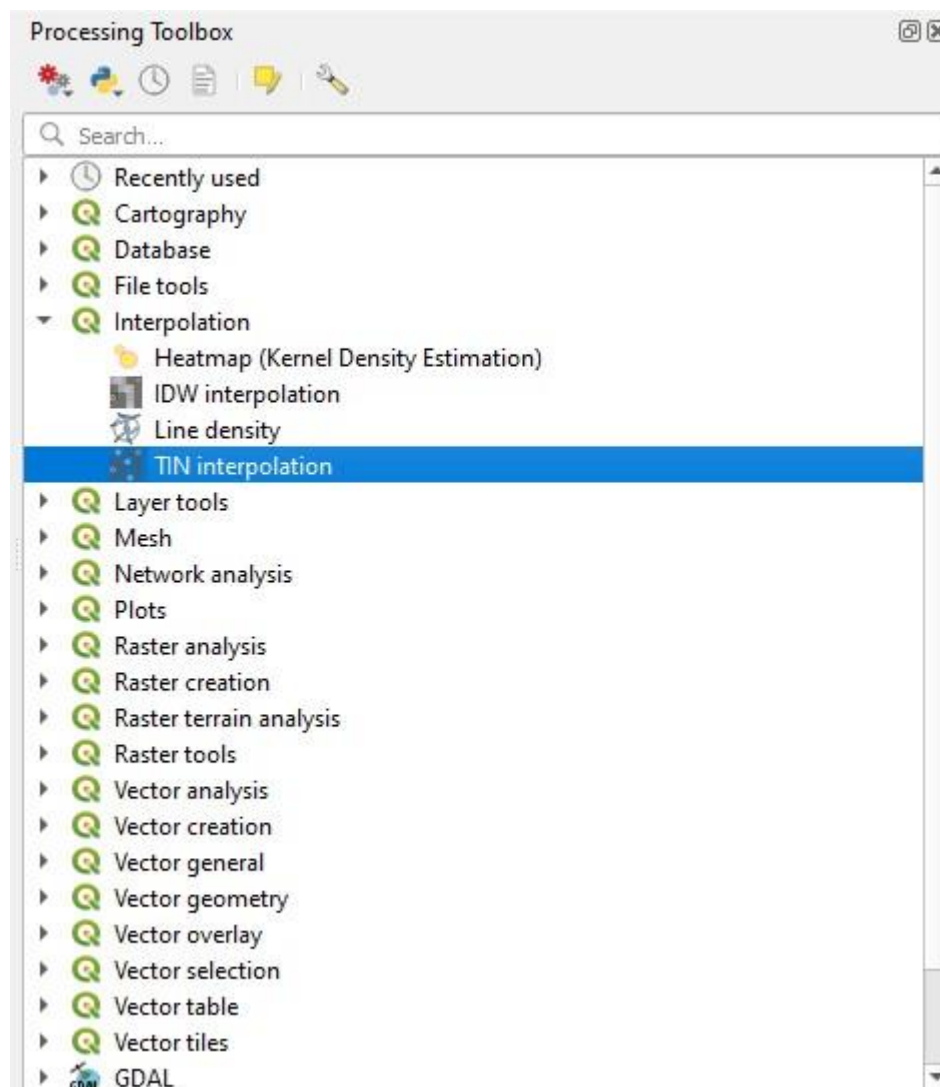 Processing Toolbox
Search...
Recently used
Cartography
Database
File tools
Interpolation
Heatmap (Kernel Density Estimation)
IDW interpolation
Line density
TIN interpolation
Layer tools
Mesh
Network analysis
Plots
Raster analysis
Raster creation
Raster terrain analysis
Raster tools
Vector analysis
Vector creation
Vector general
Vector geometry
Vector overlay
Vector selection
Vector table
Vector tiles
GDAL